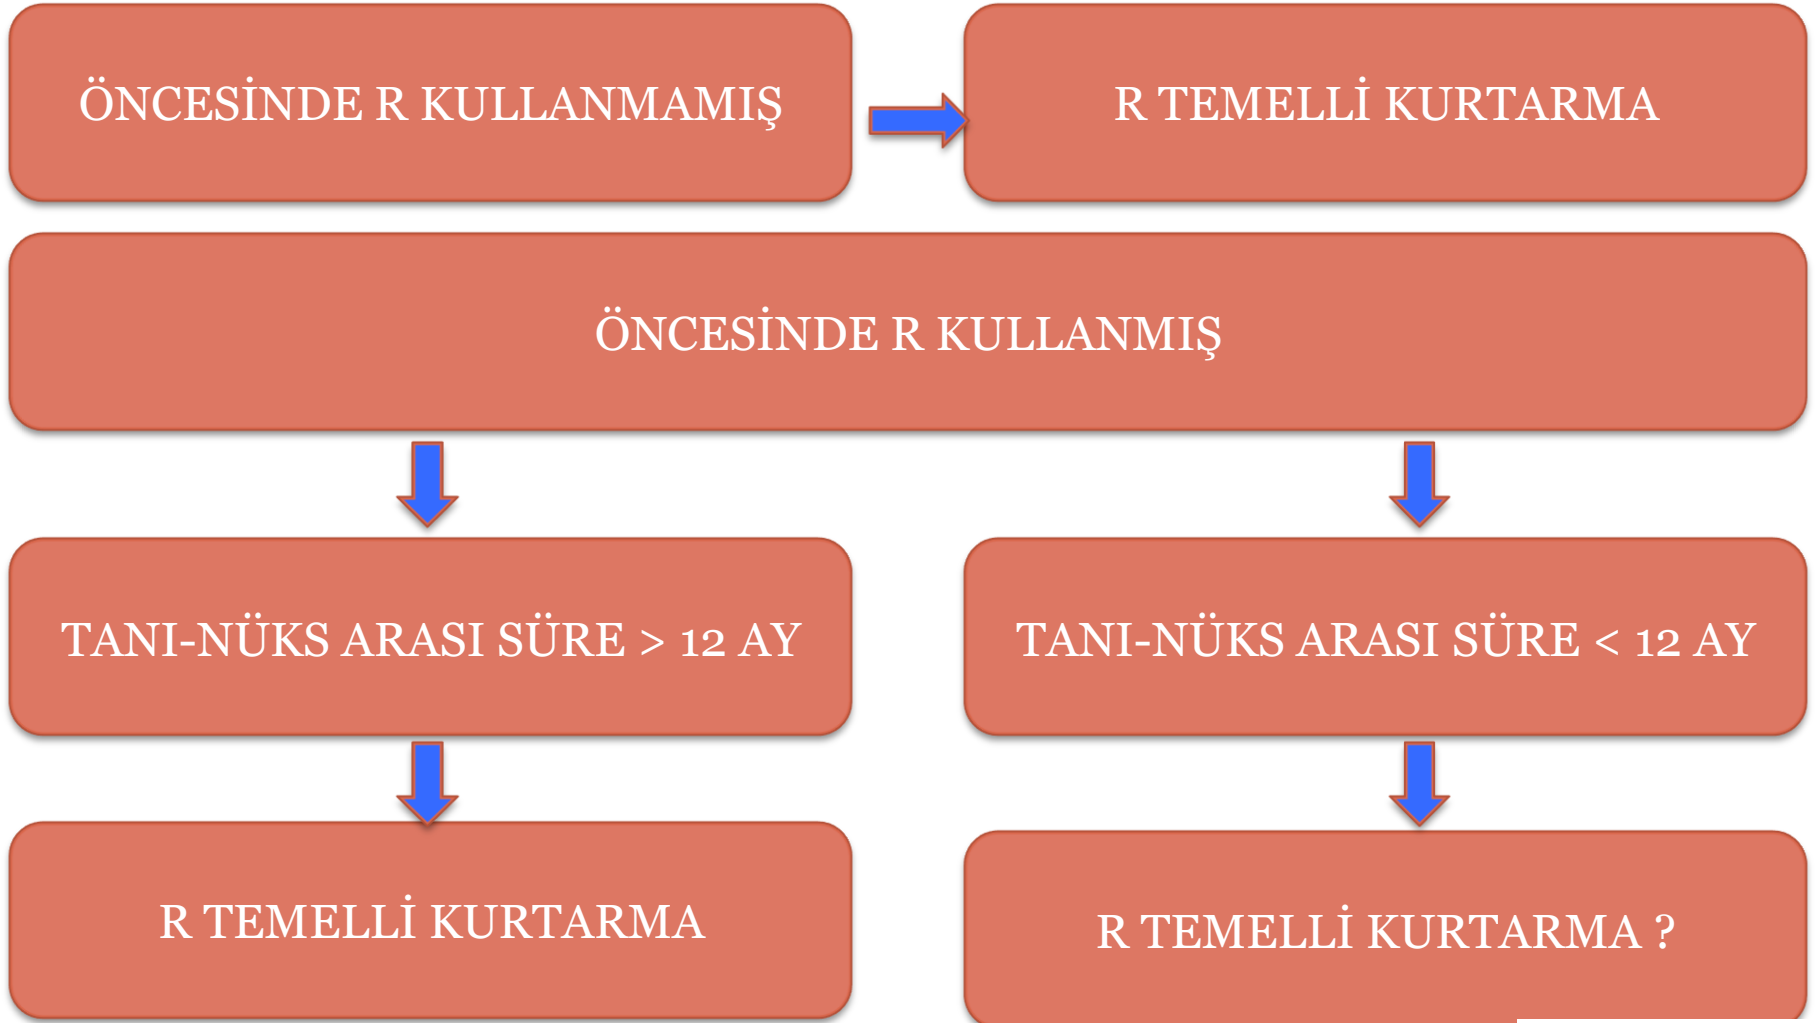 ÖNCESİNDE R KULLANMAMIŞ
R TEMELLİ KURTARMA
ÖNCESİNDE R KULLANMIŞ
TANI-NÜKS ARASI SÜRE > 12 AY
TANI-NÜKS ARASI SÜRE < 12 AY
R TEMELLİ KURTARMA
R TEMELLİ KURTARMA ?